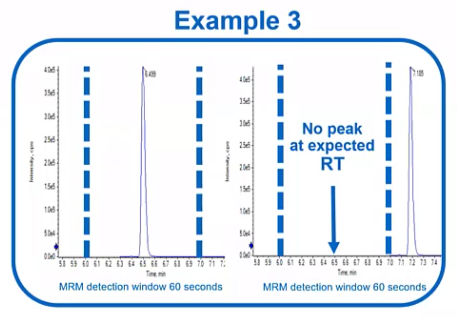 Example 3
4.0e5
3.5e5
3.0e5
2.5e5
2.0e5
1.5e5
1.0e5
5.0e4
0.0e0
Intensity, cps
5.8 5.9 6.0 6.1 6.2 6.3 6.4 6.5 6.6 6.7 6.8 6.9 7.0 7.1 7.
Time, min
MRM detection window 60 seconds
4.0e5
3.5e5
3.0e5
2.5e5
2.0e5
1.5e5
1.0e5
5.0e4
0.0e0
Intensity, cps
No peak
at expected
RT
5.8 5.9 6.0 6.1 6.2 6.3 6.4 6.5 6.6 6.7 6.8 6.9 7.0 7.1 7.2 7.3 7.4
Time, min
MRM detection window 60 seconds